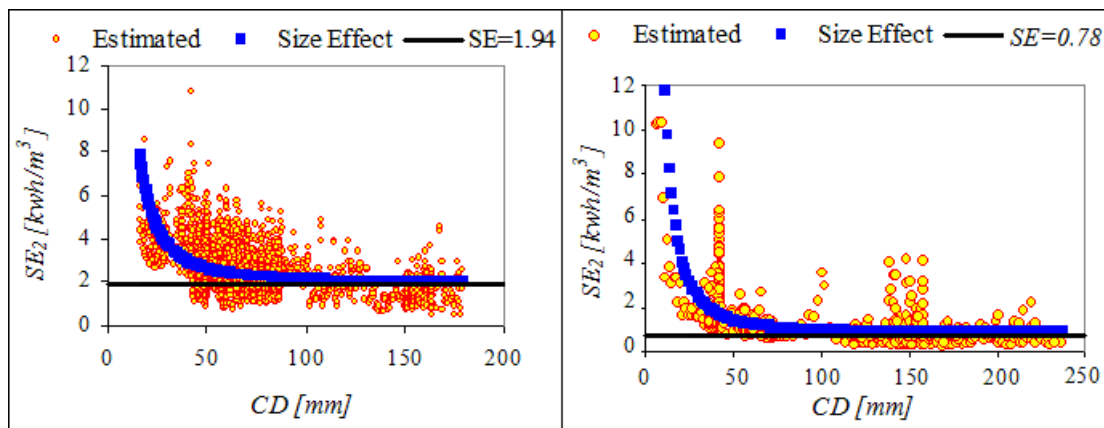 Estimated Size Effect SE=1.94
12
10
8
6
4
2
0
SE₂ [kwh/m³]
0 50 100 150 200
CD [mm]
Estimated Size Effect SE=0.78
12
10
8
6
4
2
0
SE₂ [kwh/m³]
0 50 100 150 200 250
CD [mm]